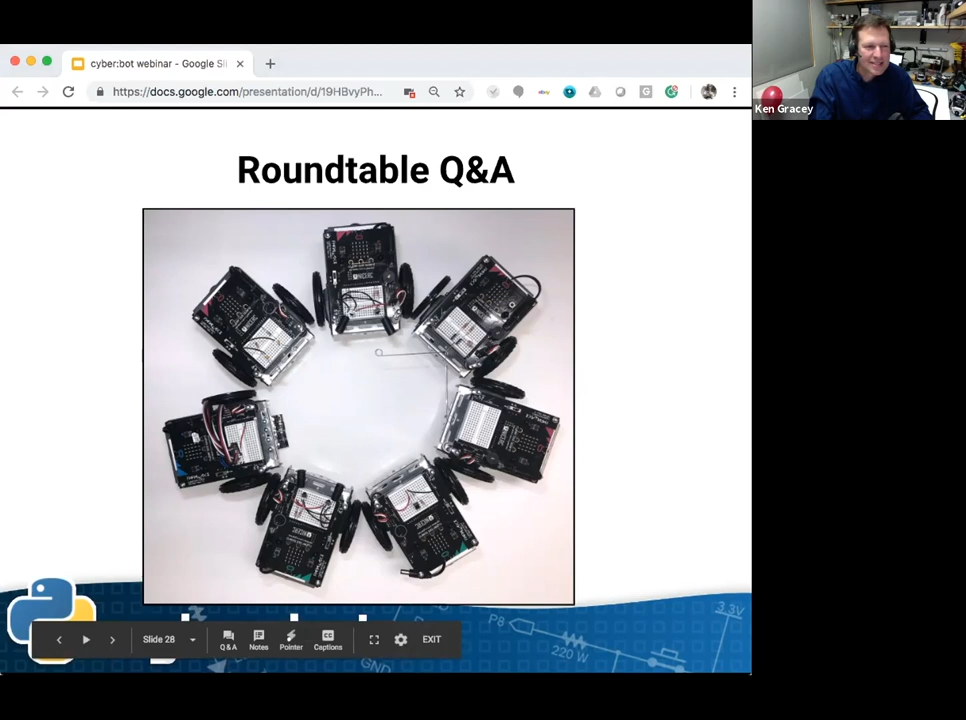 cyber:bot webinar - Google Sli
https://docs.google.com/presentation/d/19HBvyPh...
Ken Gracey
Roundtable Q&A
P8
220 W
3.3V
GND
Slide 28
Q&A
Notes
Pointer
CC
Captions
EXIT